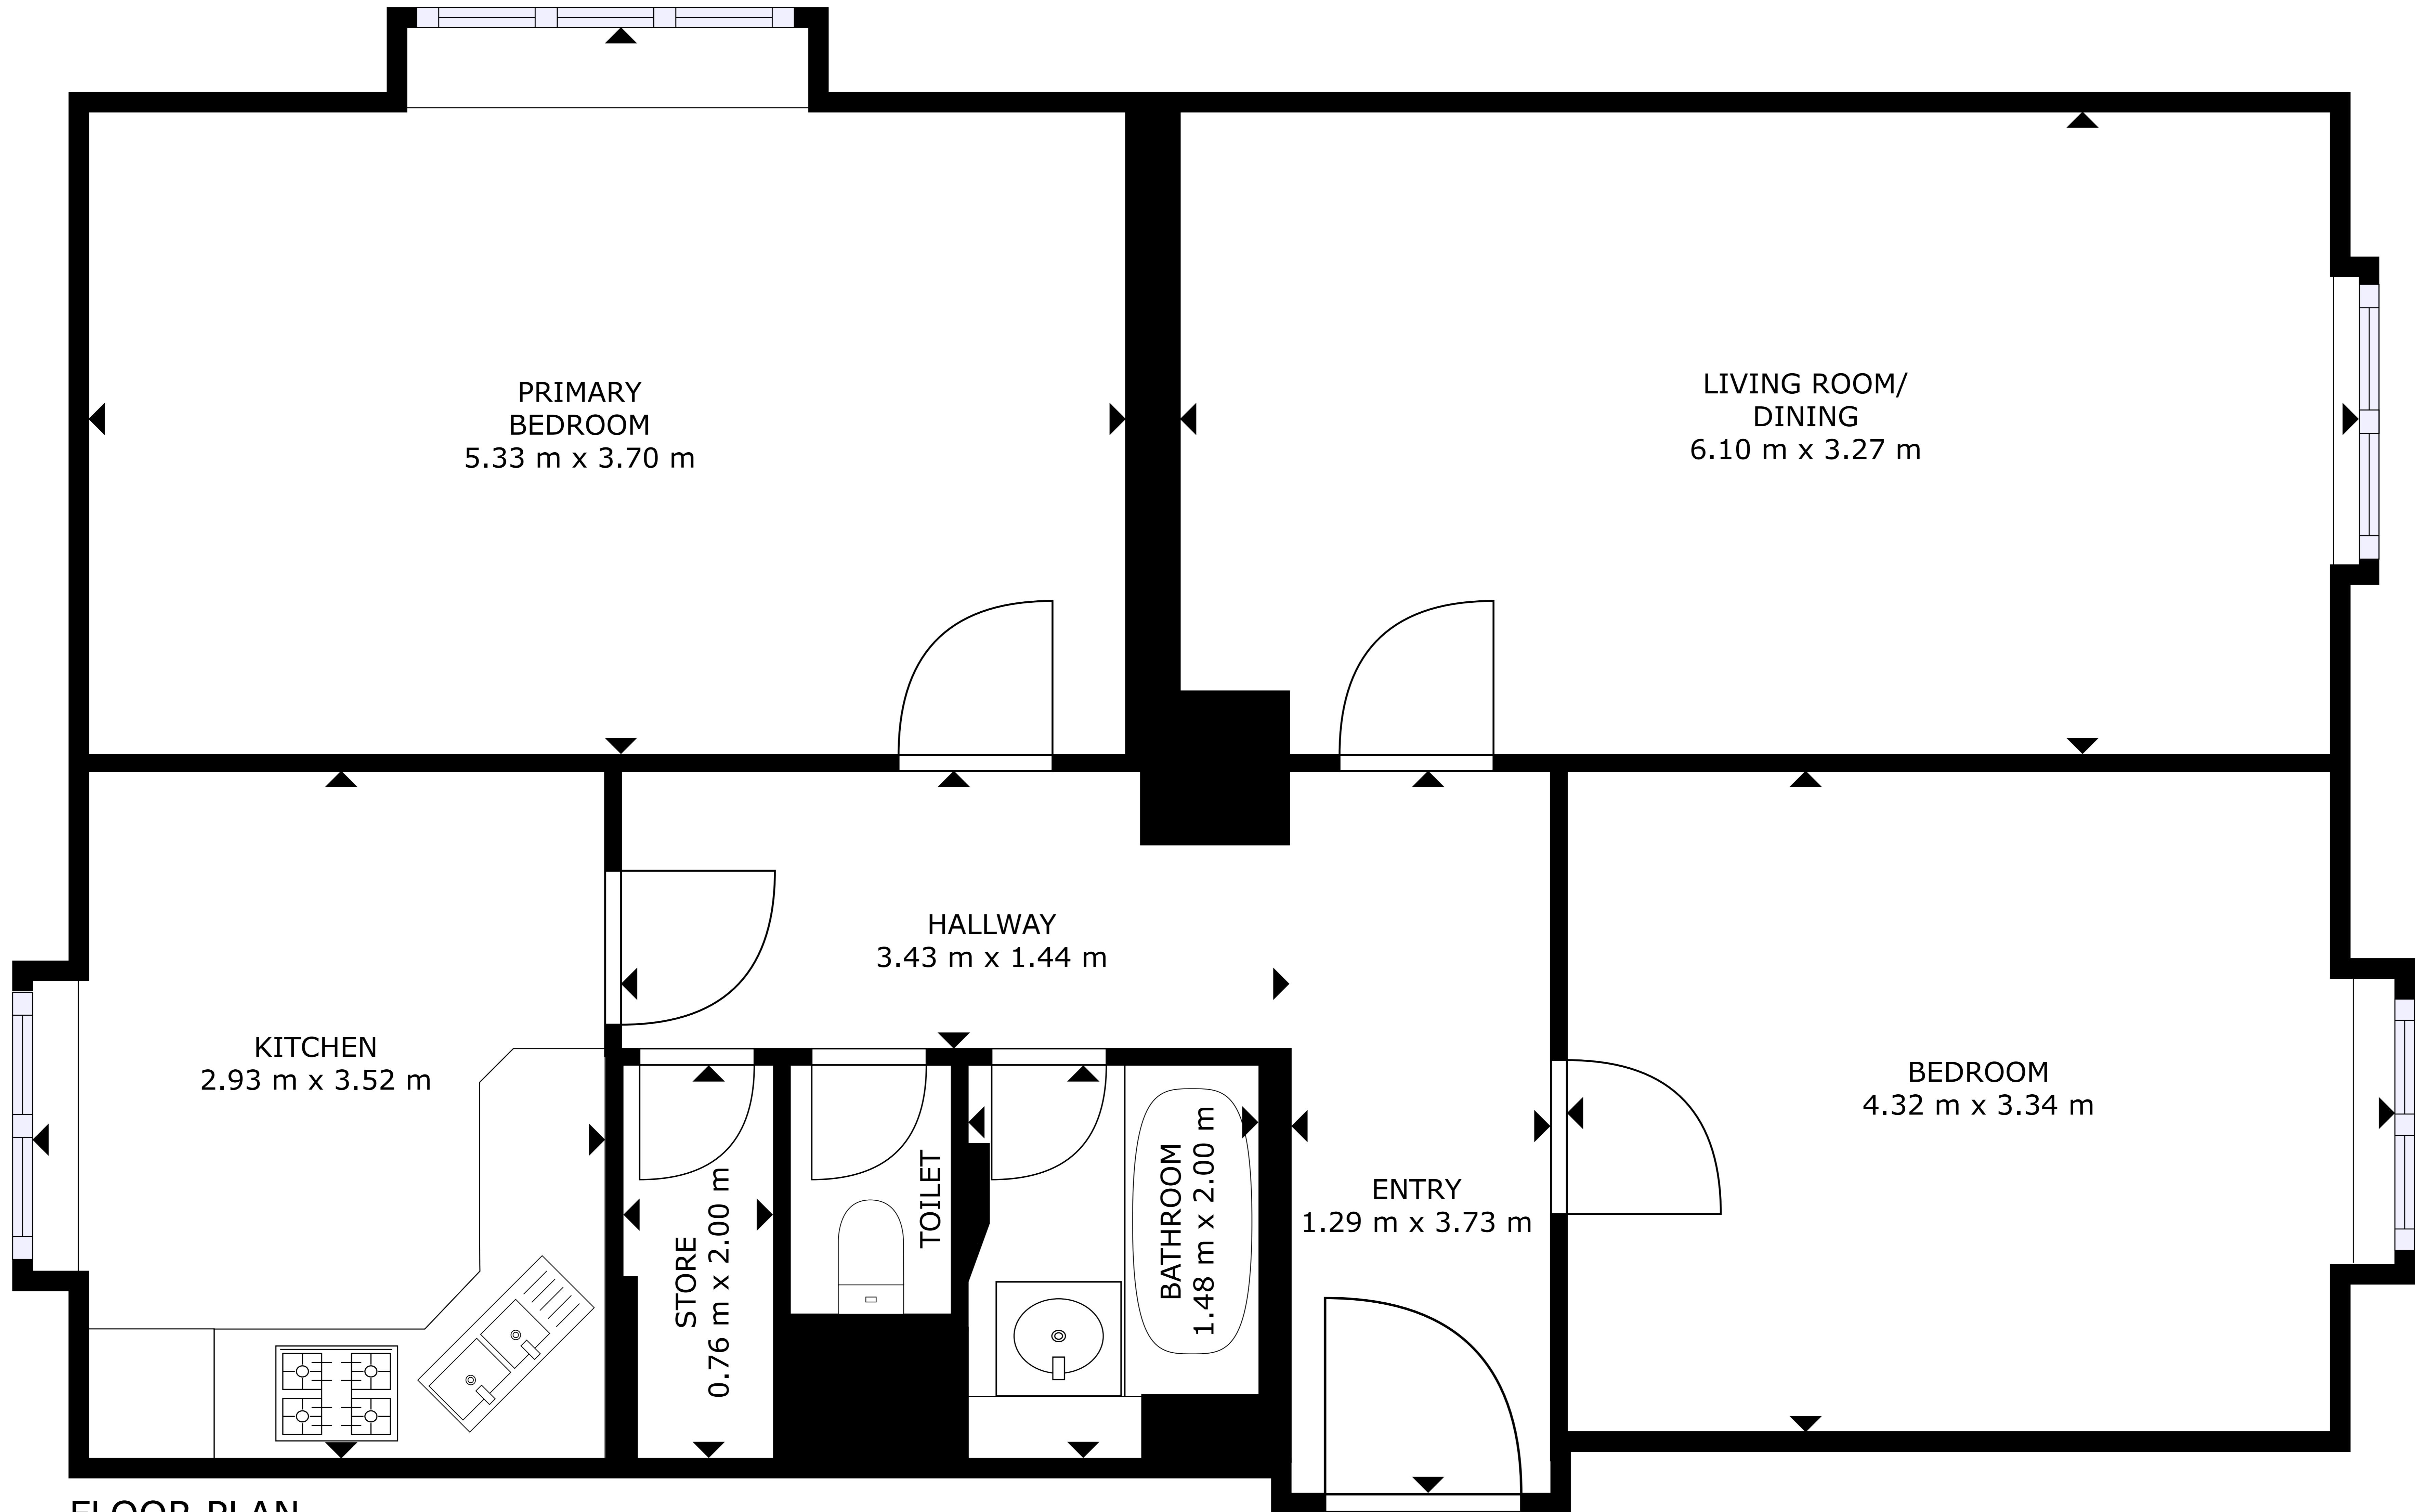 PRIMARY
BEDROOM
5.33 m x 3.70 m
LIVING ROOM/
DINING
6.10 m x 3.27 m
HALLWAY
3.43 m x 1.44 m
KITCHEN
2.93 m x 3.52 m
STORE
0.76 m x 2.00 m
TOILET
BATHROOM
1.48 m x 2.00 m
ENTRY
1.29 m x 3.73 m
BEDROOM
4.32 m x 3.34 m
FLOOR PLAN